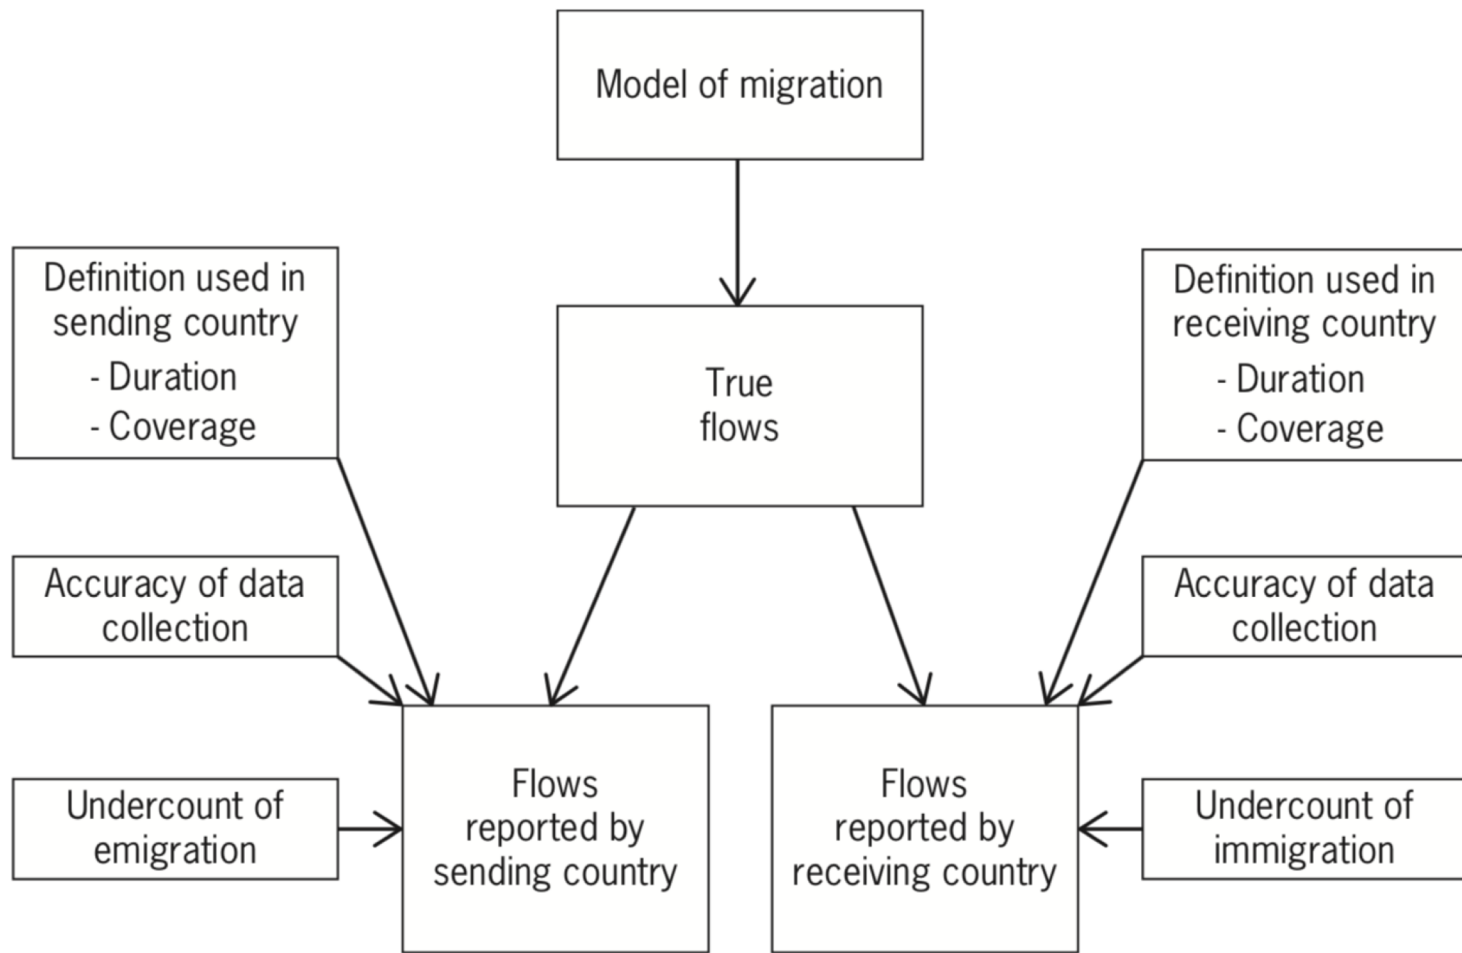 Model of migration
Definition used in
sending country
- Duration
- Coverage
True
flows
Definition used in
receiving country
- Duration
- Coverage
Accuracy of data
collection
Accuracy of data
collection
Undercount of
emigration
Flows
reported by
sending country
Flows
reported by
receiving country
Undercount of
immigration